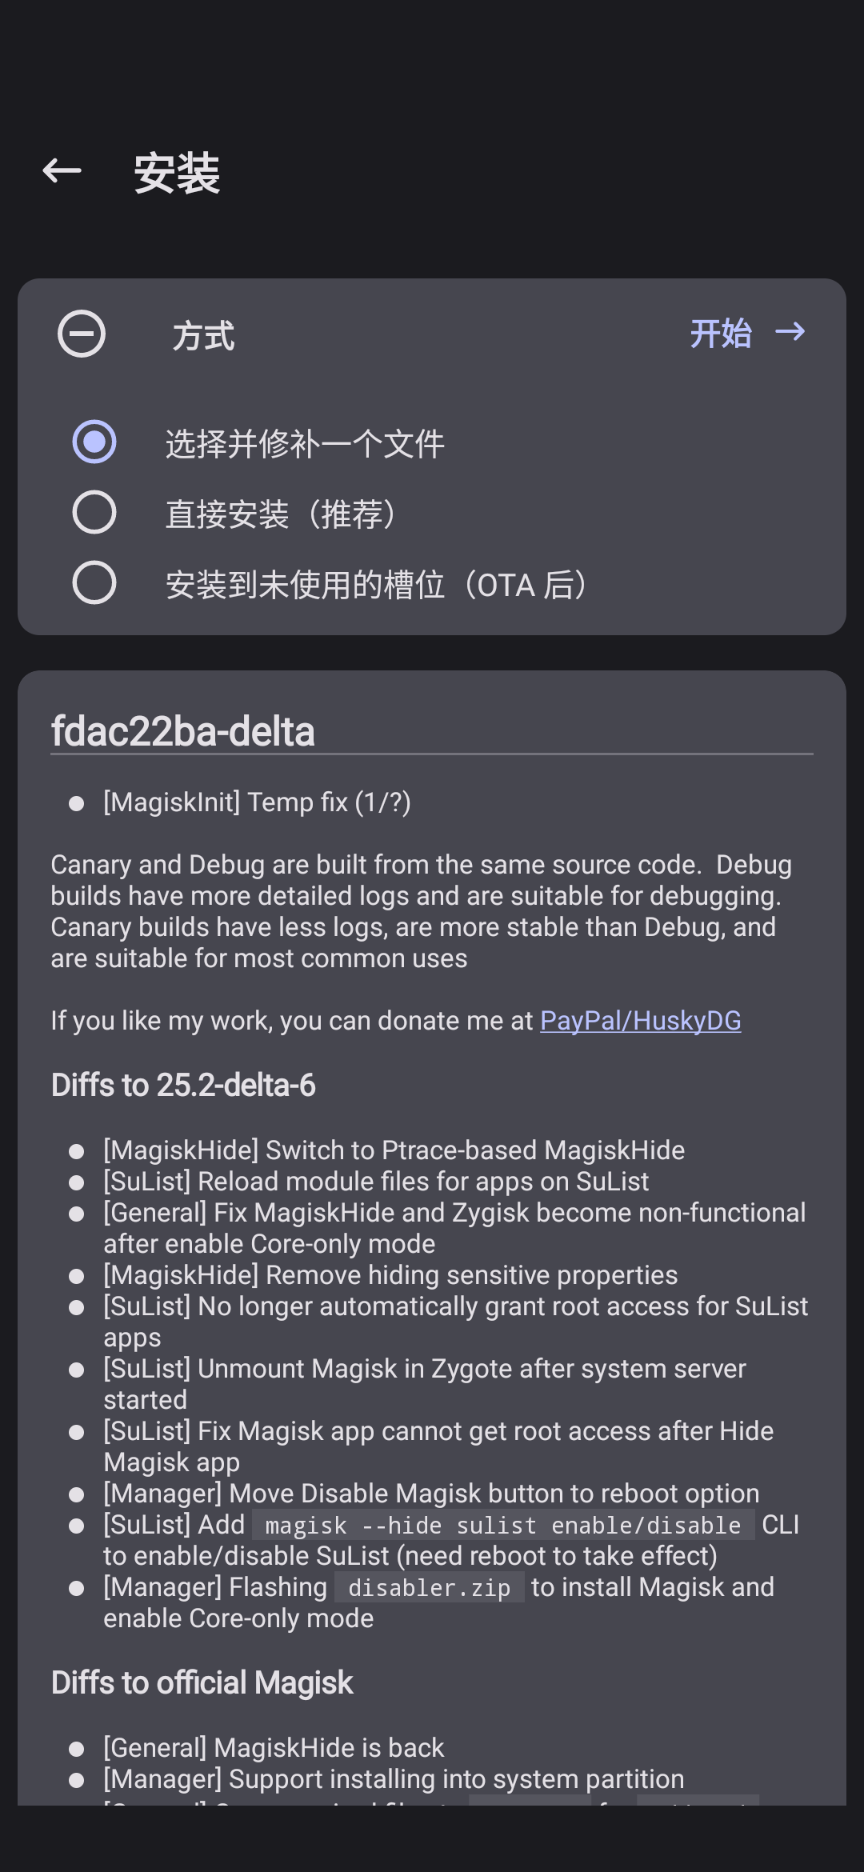 安装
方式
开始
选择并修补一个文件
直接安装（推荐）
安装到未使用的槽位（OTA 后）
fdac22ba-delta
[MagiskInit] Temp fix (1/?)
Canary and Debug are built from the same source code.  Debug
builds have more detailed logs and are suitable for debugging.
Canary builds have less logs, are more stable than Debug, and
are suitable for most common uses
If you like my work, you can donate me at PayPal/HuskyDG
Diffs to 25.2-delta-6
[MagiskHide] Switch to Ptrace-based MagiskHide
[SuList] Reload module files for apps on SuList
[General] Fix MagiskHide and Zygisk become non-functional
after enable Core-only mode
[MagiskHide] Remove hiding sensitive properties
[SuList] No longer automatically grant root access for SuList
apps
[SuList] Unmount Magisk in Zygote after system server
started
[SuList] Fix Magisk app cannot get root access after Hide
Magisk app
[Manager] Move Disable Magisk button to reboot option
[SuList] Add magisk --hide sulist enable/disable CLI
to enable/disable SuList (need reboot to take effect)
[Manager] Flashing disabler.zip to install Magisk and
enable Core-only mode
Diffs to official Magisk
[General] MagiskHide is back
[Manager] Support installing into system partition